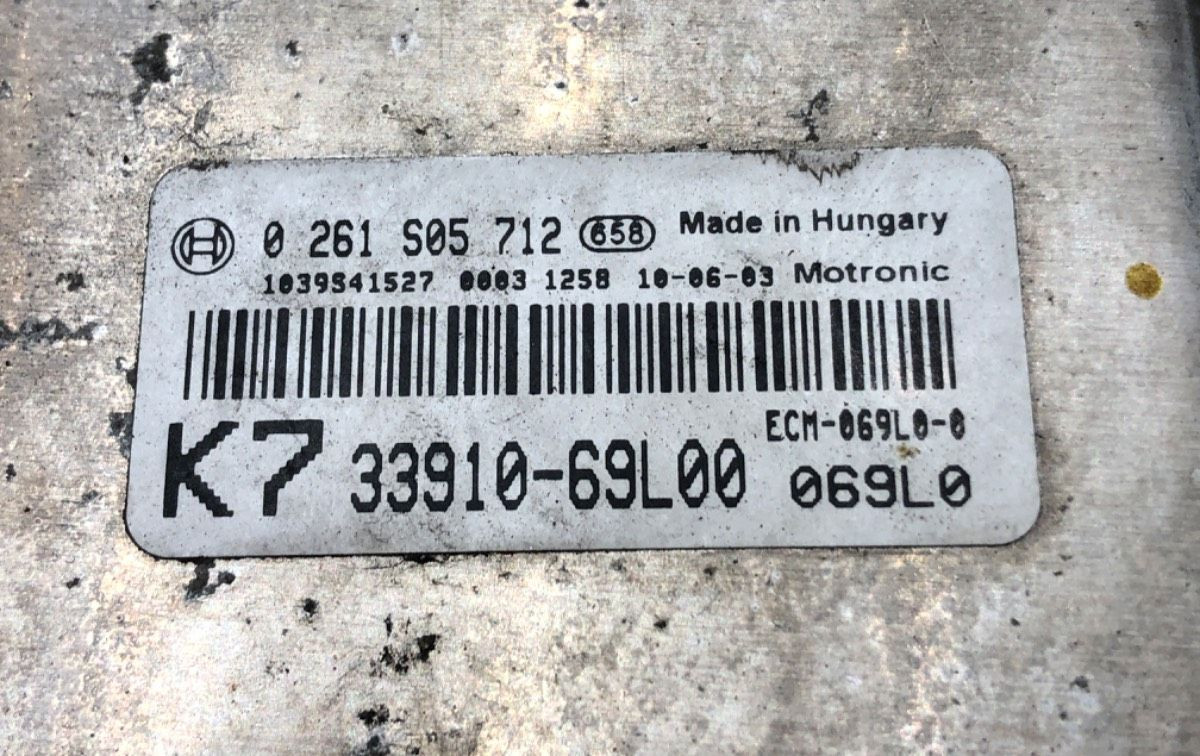 0 261 S05 712 658 Made in Hungary
1039S41527 0003 1258 10-06-03 Motronic
ECM-069L0-0
K7 33910-69L00 069L0